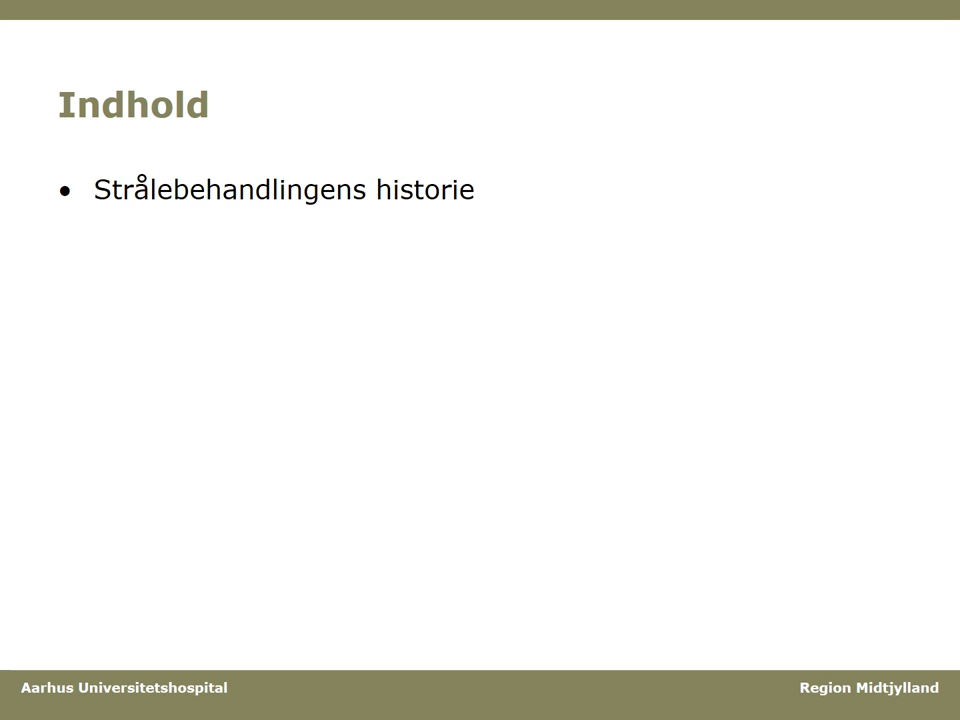 Indhold
• Strålebehandlingens historie
Aarhus Universitetshospital
Region Midtjylland